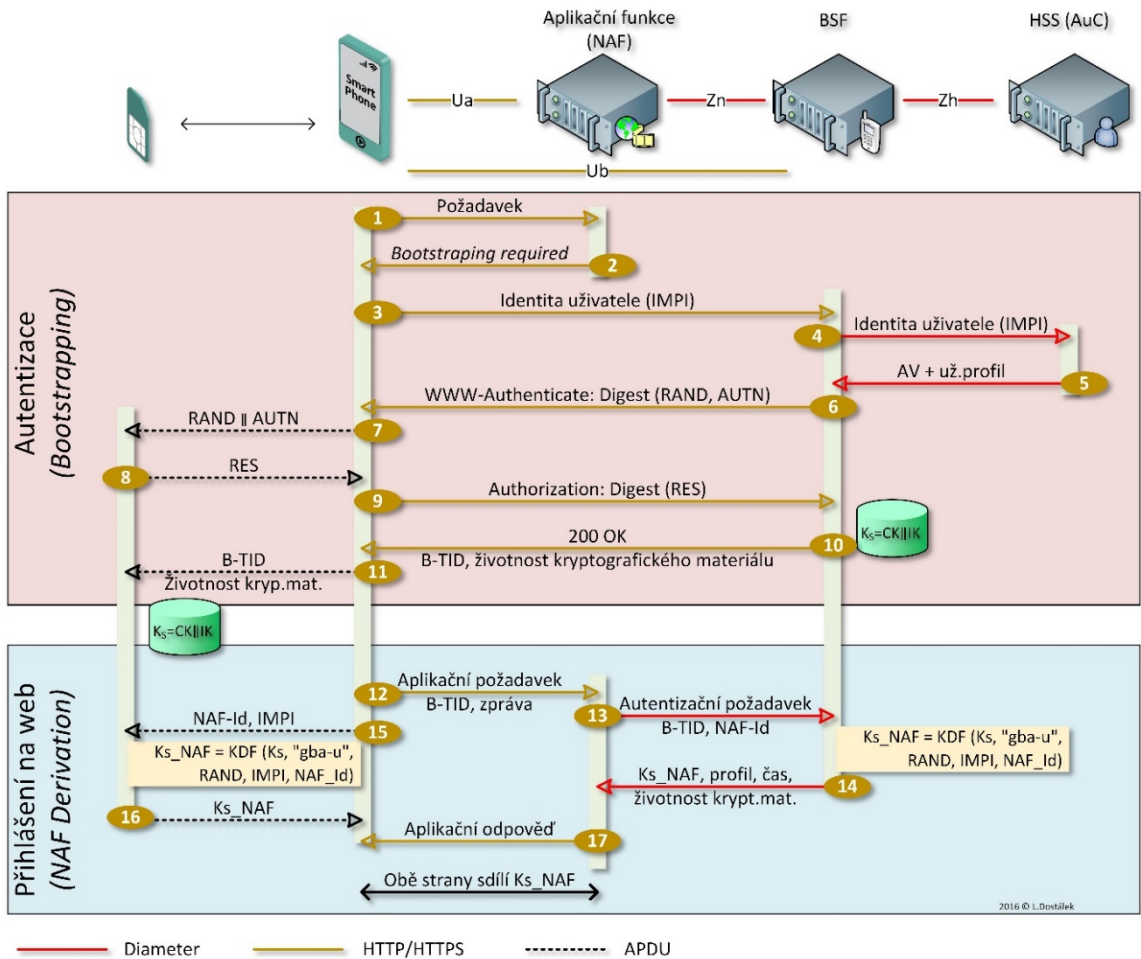 Aplikační funkce
(NAF)
BSF
HSS (AuC)
Smart
Phone
Ua
Zn
Zh
Ub
Autentizace
(Bootstrapping)
1
Požadavek
Bootstraping required
2
3
Identita uživatele (IMPI)
4
Identita uživatele (IMPI)
AV + už.profil
5
WWW-Authenticate: Digest (RAND, AUTN)
6
RAND || AUTN
7
8
RES
9
Authorization: Digest (RES)
200 OK
10
KS=CK||IK
B-TID, životnost kryptografického materiálu
B-TID
11
Životnost kryp.mat.
KS=CK||IK
Přihlášení na web
(NAF Derivation)
12
Aplikační požadavek
B-TID, zpráva
13
Autentizační požadavek
B-TID, NAF-Id
NAF-Id, IMPI
15
Ks_NAF = KDF (Ks, "gba-u",
RAND, IMPI, NAF_Id)
Ks_NAF = KDF (Ks, "gba-u",
RAND, IMPI, NAF_Id)
Ks_NAF, profil, čas,
životnost krypt.mat.
14
16
Ks_NAF
Aplikační odpověď
17
Obě strany sdílí Ks_NAF
2016 © L.Dostálek
Diameter
HTTP/HTTPS
APDU